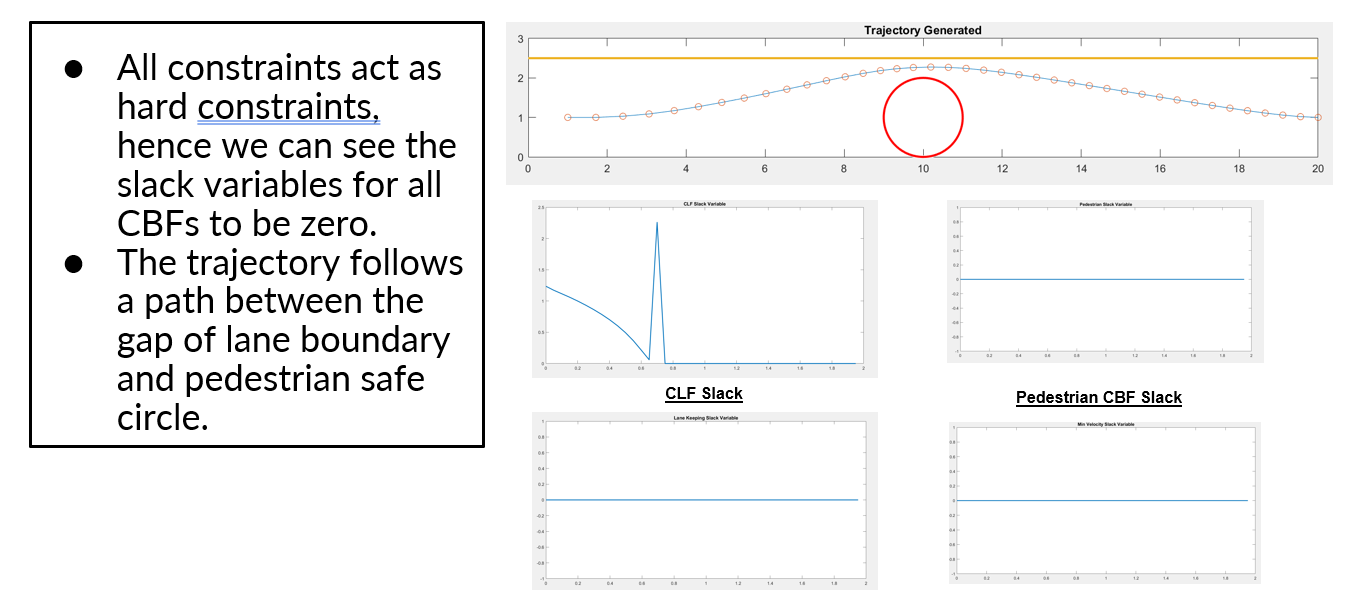 ● All constraints act as
hard constraints,
hence we can see the
slack variables for all
CBFs to be zero.
● The trajectory follows
a path between the
gap of lane boundary
and pedestrian safe
circle.
Trajectory Generated
3
2
1
0
0 2 4 6 8 10 12 14 16 18 20
CLF Slack Variable
2.5
2
1.5
1
0.5
0
0 0.2 0.4 0.6 0.8 1 1.2 1.4 1.6 1.8 2
CLF Slack
Pedestrian Slack Variable
1
0.8
0.6
0.4
0.2
0
-0.2
-0.4
-0.6
-0.8
-1
0 0.2 0.4 0.6 0.8 1 1.2 1.4 1.6 1.8 2
Pedestrian CBF Slack
Lane Keeping Slack Variable
1
0.8
0.6
0.4
0.2
0
-0.2
-0.4
-0.6
-0.8
-1
0 0.2 0.4 0.6 0.8 1 1.2 1.4 1.6 1.8 2
Min Velocity Slack Variable
1
0.8
0.6
0.4
0.2
0
-0.2
-0.4
-0.6
-0.8
-1
0 0.2 0.4 0.6 0.8 1 1.2 1.4 1.6 1.8 2